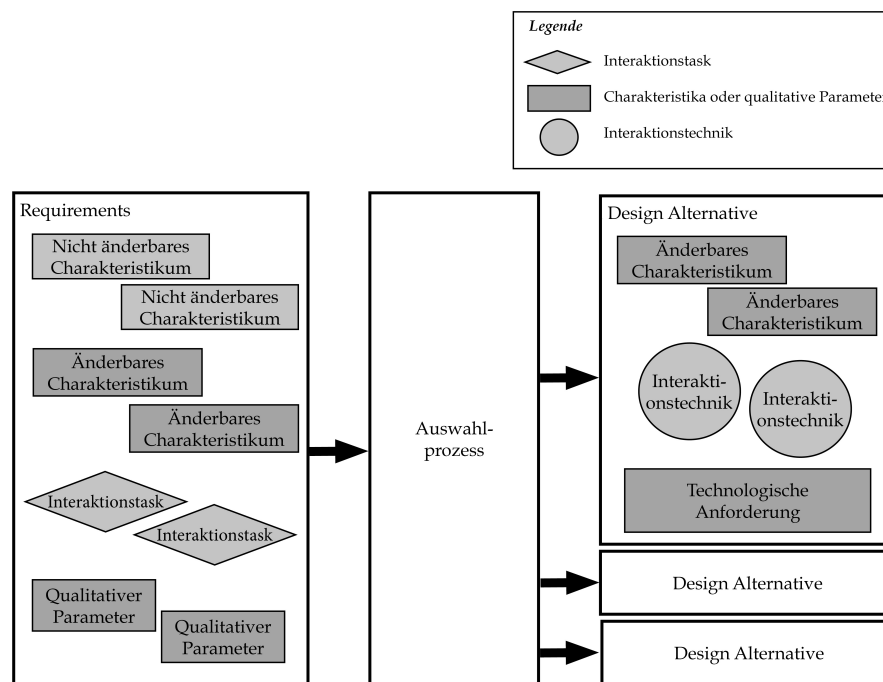 Legende
Interaktionstask
Charakteristika oder qualitative Parameter
Interaktionstechnik
Requirements
Nicht änderbares
Charakteristikum
Nicht änderbares
Charakteristikum
Änderbares
Charakteristikum
Änderbares
Charakteristikum
Interaktionstask
Interaktionstask
Qualitativer
Parameter
Qualitativer
Parameter
Auswahl-
prozess
Design Alternative
Änderbares
Charakteristikum
Änderbares
Charakteristikum
Interakti-
onstechnik
Interakti-
onstechnik
Technologische
Anforderung
Design Alternative
Design Alternative